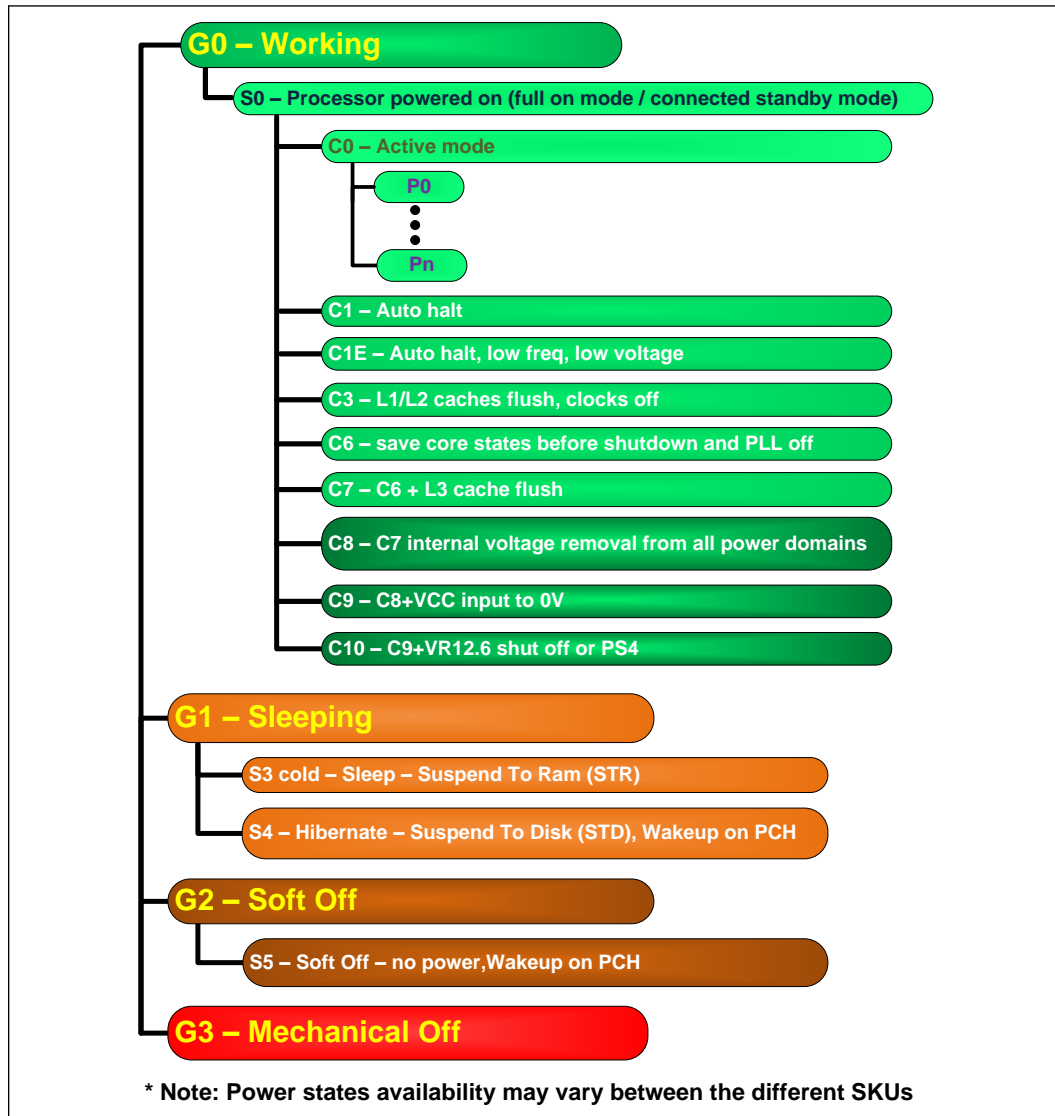 G0 – Working
S0 – Processor powered on (full on mode / connected standby mode)
C0 – Active mode
P0
Pn
C1 – Auto halt
C1E – Auto halt, low freq, low voltage
C3 – L1/L2 caches flush, clocks off
C6 – save core states before shutdown and PLL off
C7 – C6 + L3 cache flush
C8 – C7 internal voltage removal from all power domains
C9 – C8+VCC input to 0V
C10 – C9+VR12.6 shut off or PS4
G1 – Sleeping
S3 cold – Sleep – Suspend To Ram (STR)
S4 – Hibernate – Suspend To Disk (STD), Wakeup on PCH
G2 – Soft Off
S5 – Soft Off – no power,Wakeup on PCH
G3 – Mechanical Off
* Note: Power states availability may vary between the different SKUs